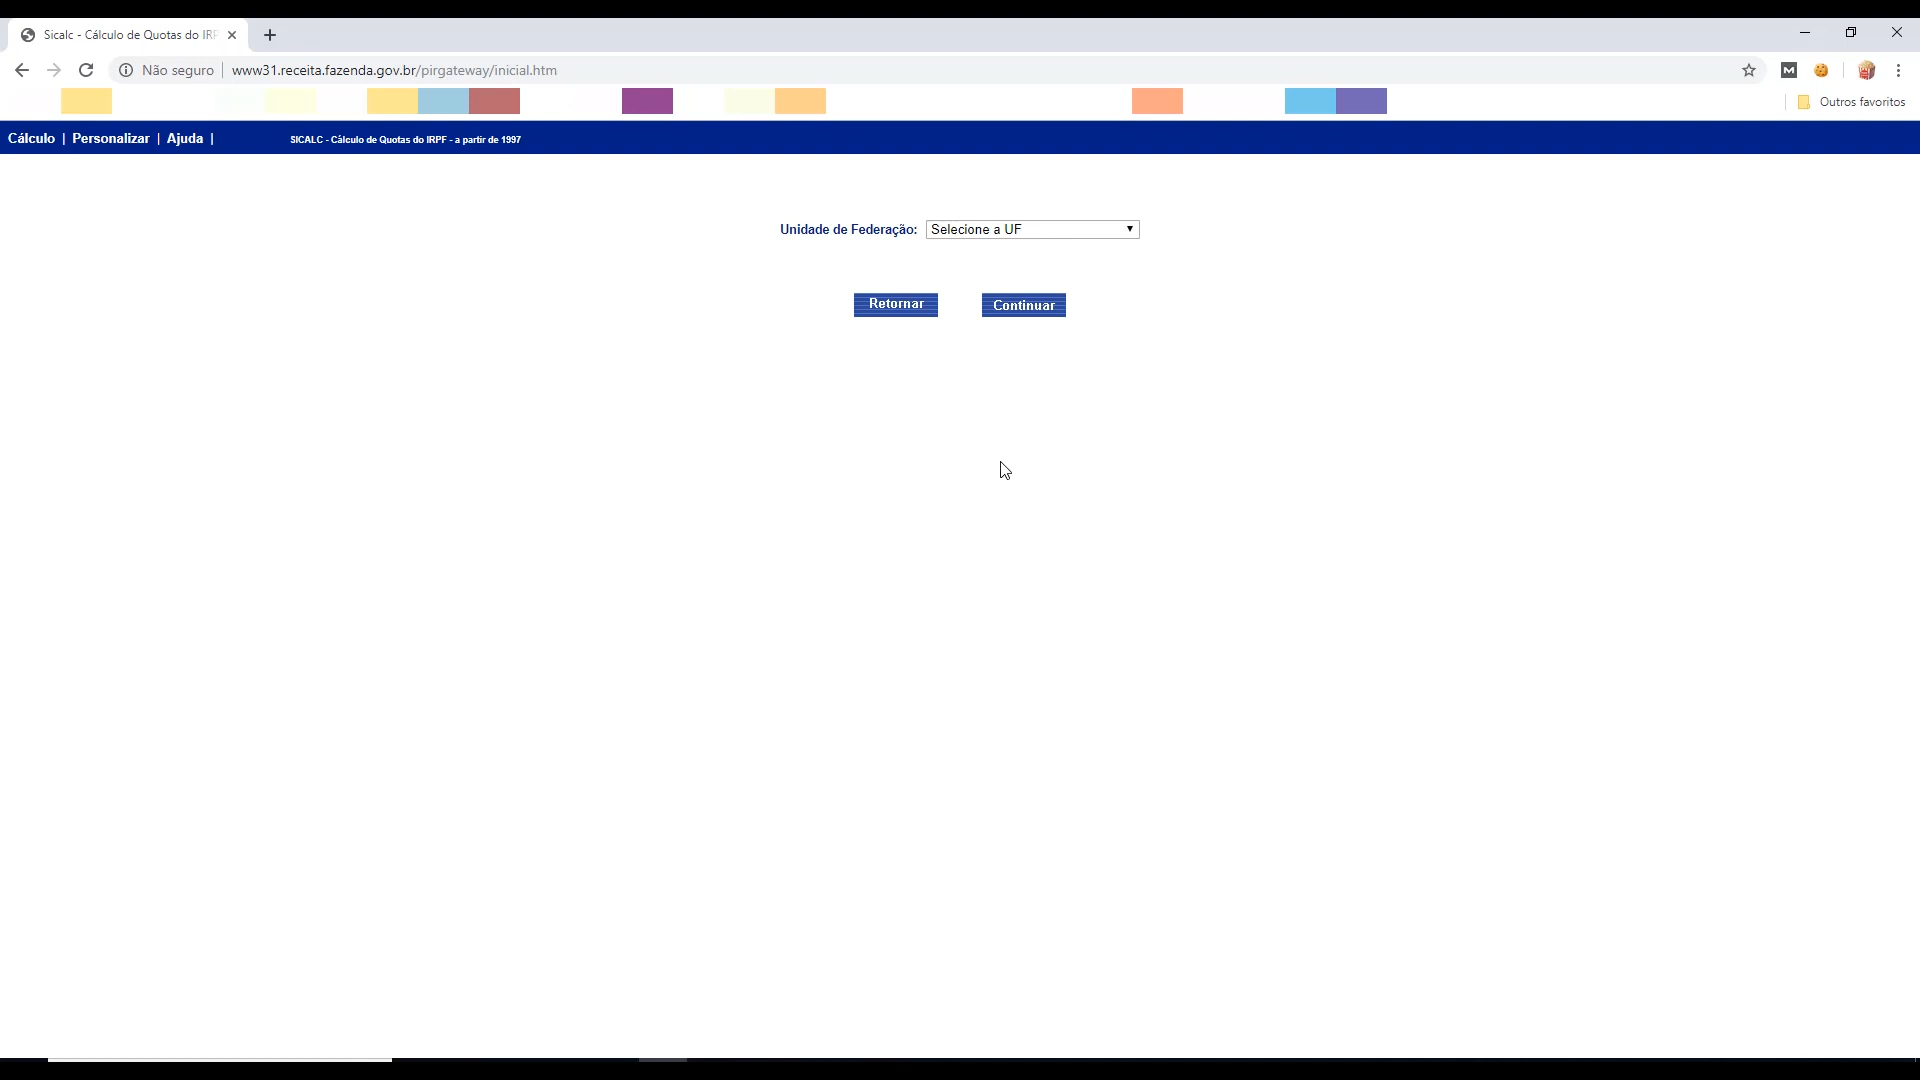 Sicalc - Cálculo de Quotas do IRP
Não seguro
www31.receita.fazenda.gov.br/pirgateway/inicial.htm
M
Outros favoritos
Cálculo | Personalizar | Ajuda |
SICALC - Cálculo de Quotas do IRPF - a partir de 1997
Unidade de Federação: Selecione a UF
Retornar
Continuar